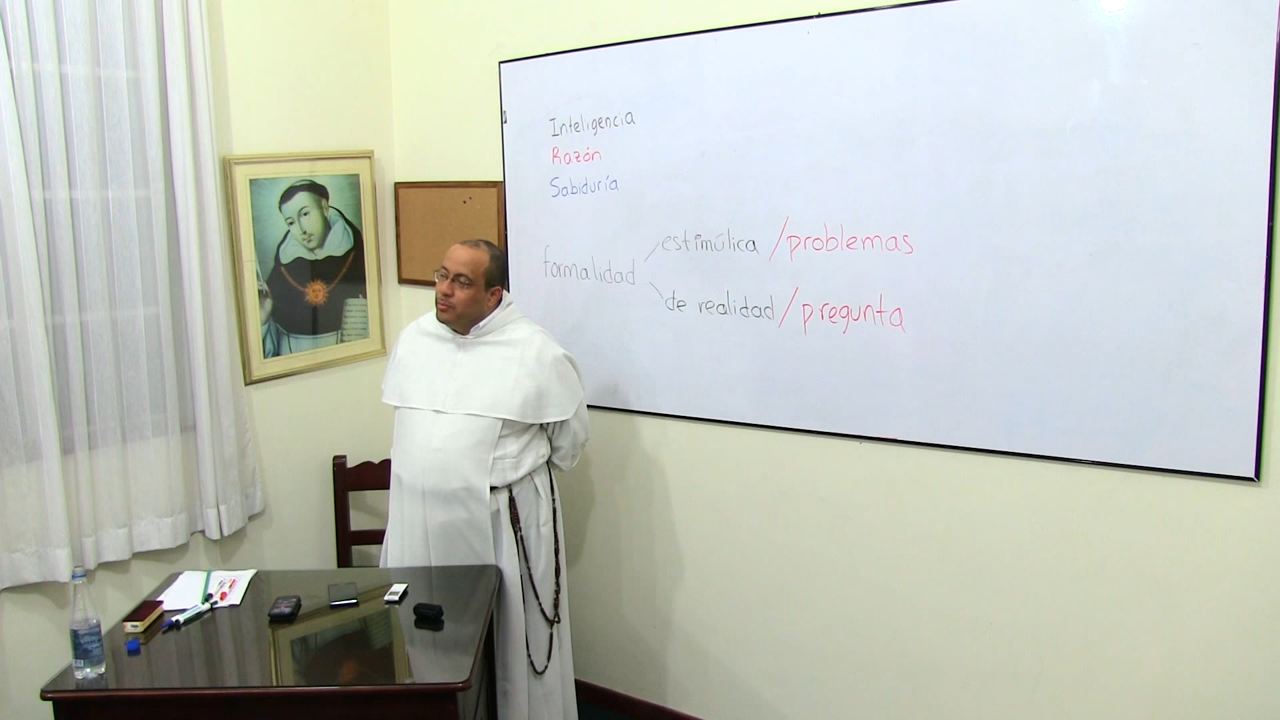 Inteligencia
Razón
Sabiduría
estimúlica / problemas
formalidad
de realidad / pregunta